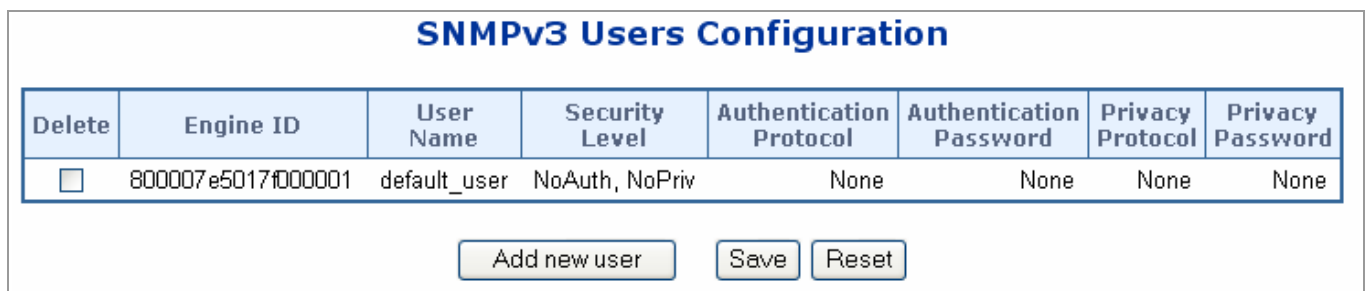 SNMPv3 Users Configuration
Delete Engine ID User Name Security Level Authentication Protocol Authentication Password Privacy Protocol Privacy Password
800007e5017f000001 default_user NoAuth, NoPriv None None None None
Add new user Save Reset